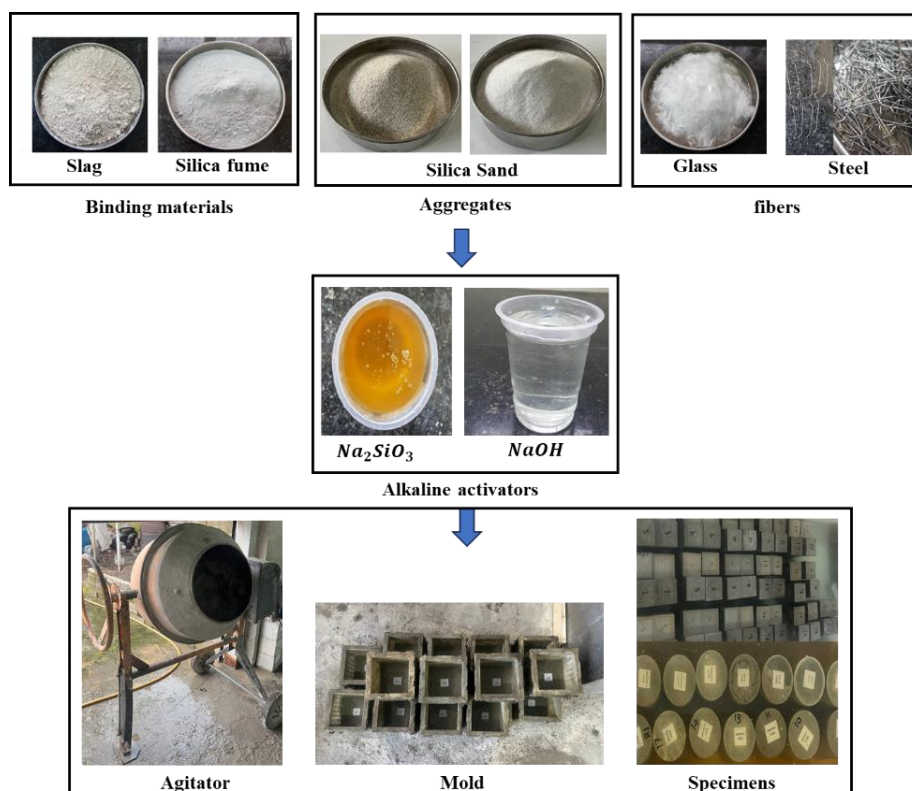 Slag Silica fume
Silica Sand
Glass Steel
Binding materials
Aggregates
fibers
Na₂SiO₃ NaOH
Alkaline activators
Agitator Mold Specimens